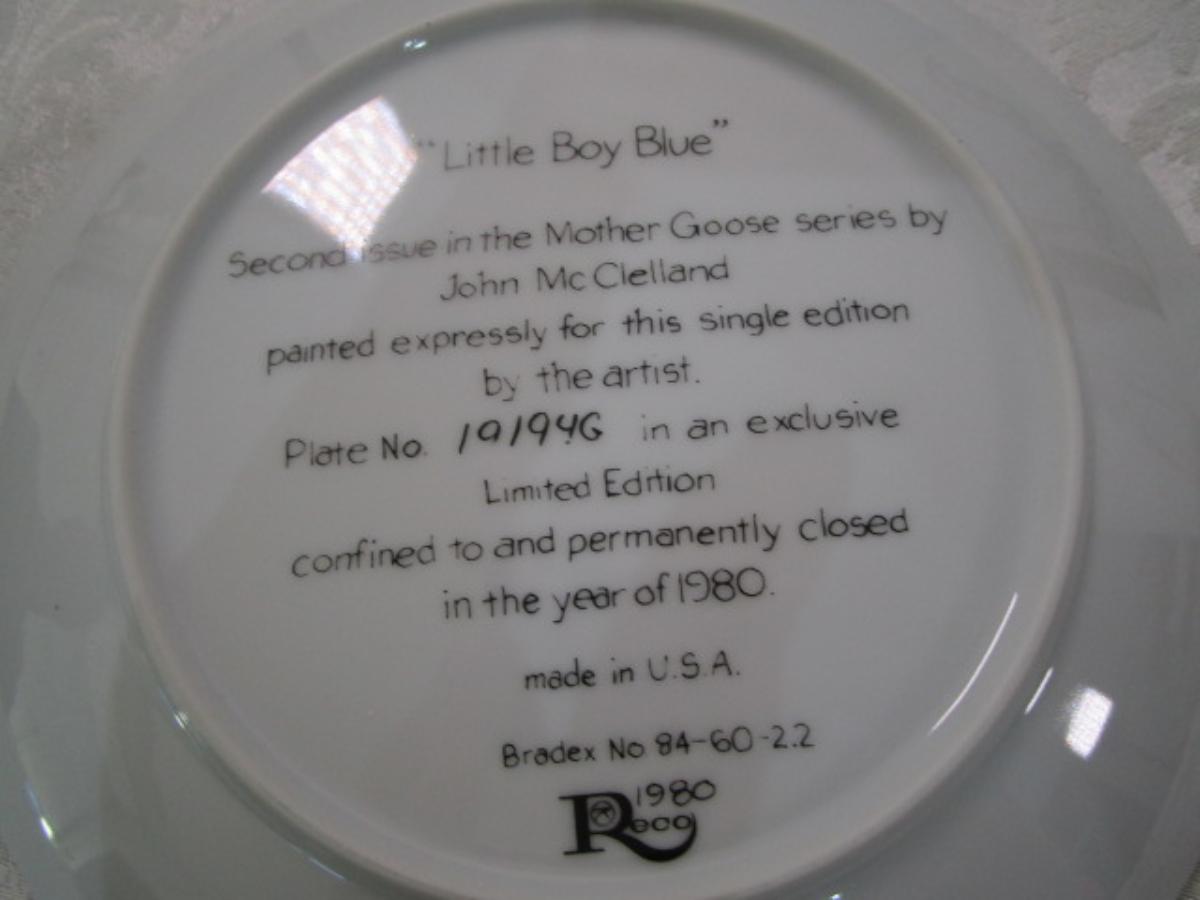 "Little Boy Blue"
Second issue in the Mother Goose series by
John McClelland
painted expressly for this single edition
by the artist.
Plate No. 19194G in an exclusive
Limited Edition
confined to and permanently closed
in the year of 1980.
made in U.S.A.
Bradex No 84-60-2.2
1980
Reco